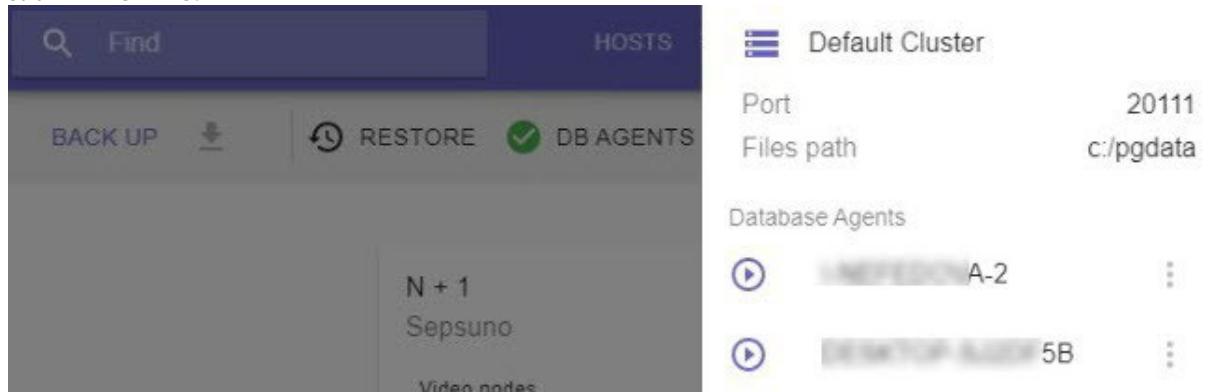 Find
HOSTS
BACK UP
RESTORE
DB AGENTS
N + 1
Sepsuno
Video nodes
Default Cluster
Port 20111
Files path c:/pgdata
Database Agents
A-2
5B